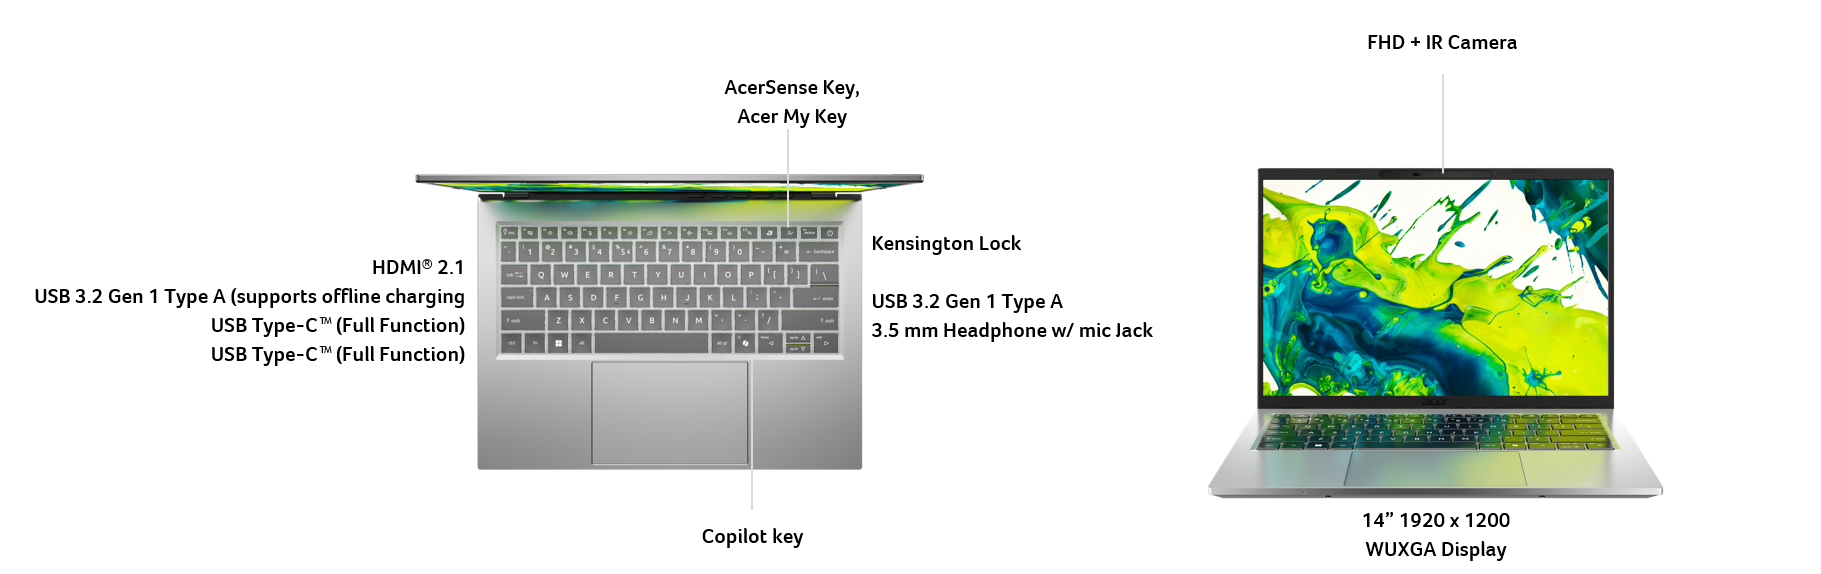 FHD + IR Camera
AcerSense Key,
Acer My Key
HDMI® 2.1
USB 3.2 Gen 1 Type A (supports offline charging
USB Type-C™ (Full Function)
USB Type-C™ (Full Function)
Kensington Lock
USB 3.2 Gen 1 Type A
3.5 mm Headphone w/ mic Jack
Q W E R T Y U I O P
A S D F G H J K L
Z X C V B N M
Copilot key
acer
14” 1920 x 1200
WUXGA Display